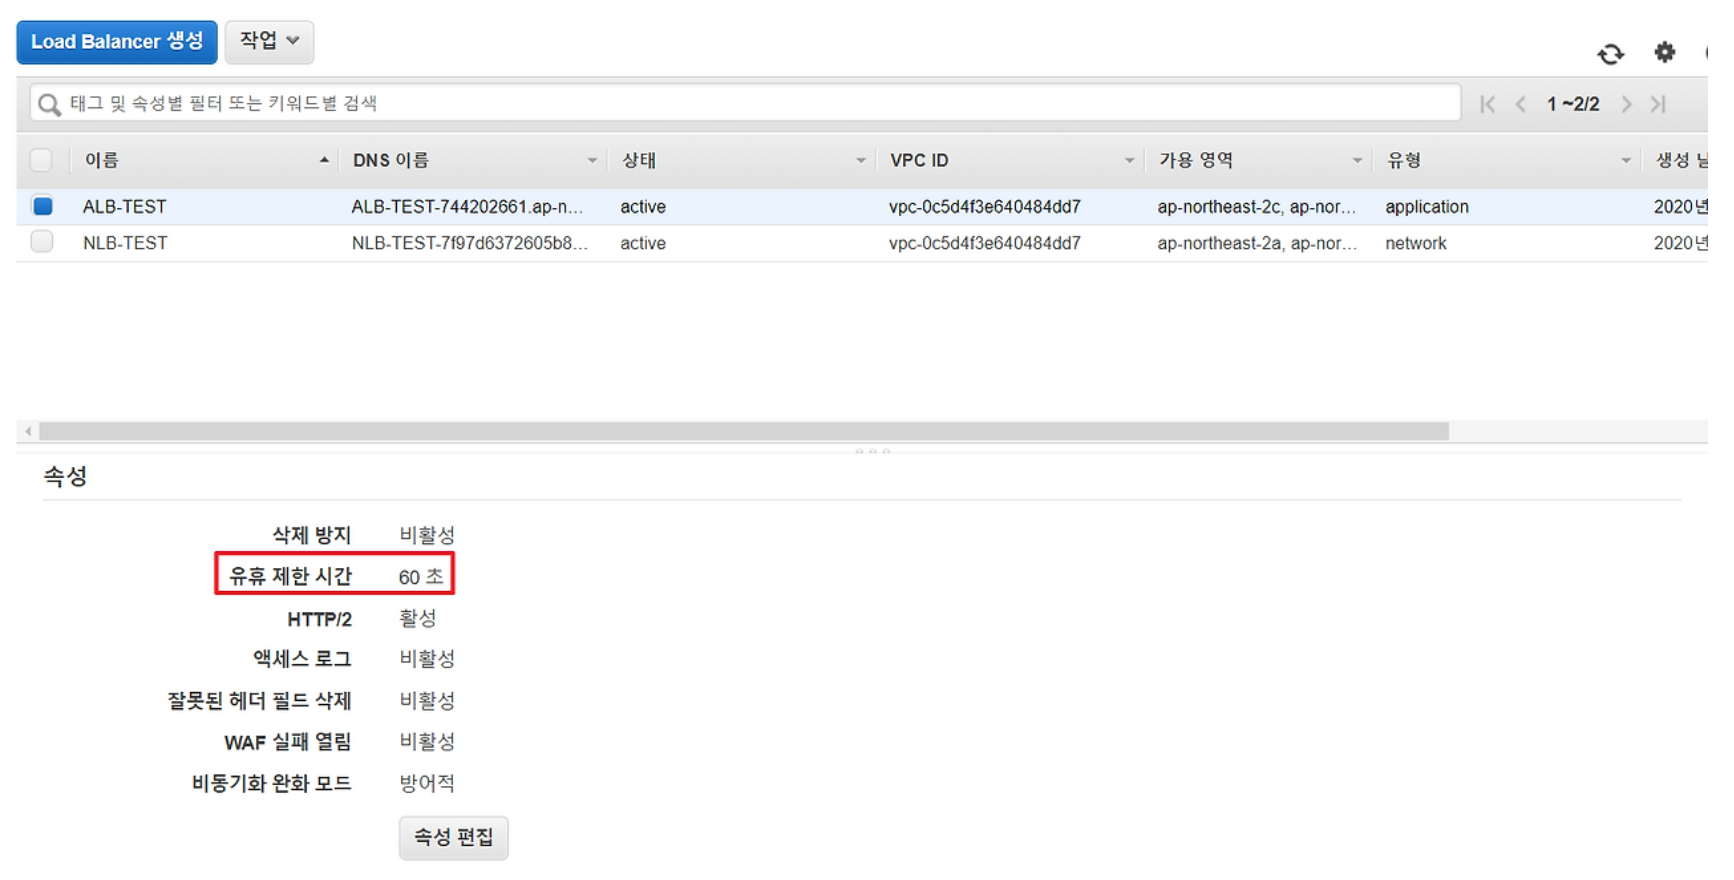 Load Balancer 생성 작업
태그 및 속성별 필터 또는 키워드별 검색 1 ~2/2
이름 DNS 이름 상태 VPC ID 가용 영역 유형 생성
ALB-TEST ALB-TEST-744202661.ap-n... active vpc-0c5d4f3e640484dd7 ap-northeast-2c, ap-nor... application 2020년
NLB-TEST NLB-TEST-7f97d6372605b8... active vpc-0c5d4f3e640484dd7 ap-northeast-2a, ap-nor... network 2020년
속성
삭제 방지 비활성
유휴 제한 시간 60 초
HTTP/2 활성
액세스 로그 비활성
잘못된 헤더 필드 삭제 비활성
WAF 실패 열림 비활성
비동기화 완화 모드 방어적
속성 편집